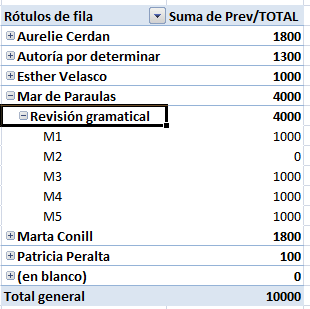 Rótulos de fila Suma de Prev/TOTAL
Aurelie Cerdan 1800
Autoría por determinar 1300
Esther Velasco 1000
Mar de Paraulas 4000
Revisión gramatical 4000
M1 1000
M2 0
M3 1000
M4 1000
M5 1000
Marta Conill 1800
Patricia Peralta 100
(en blanco) 0
Total general 10000